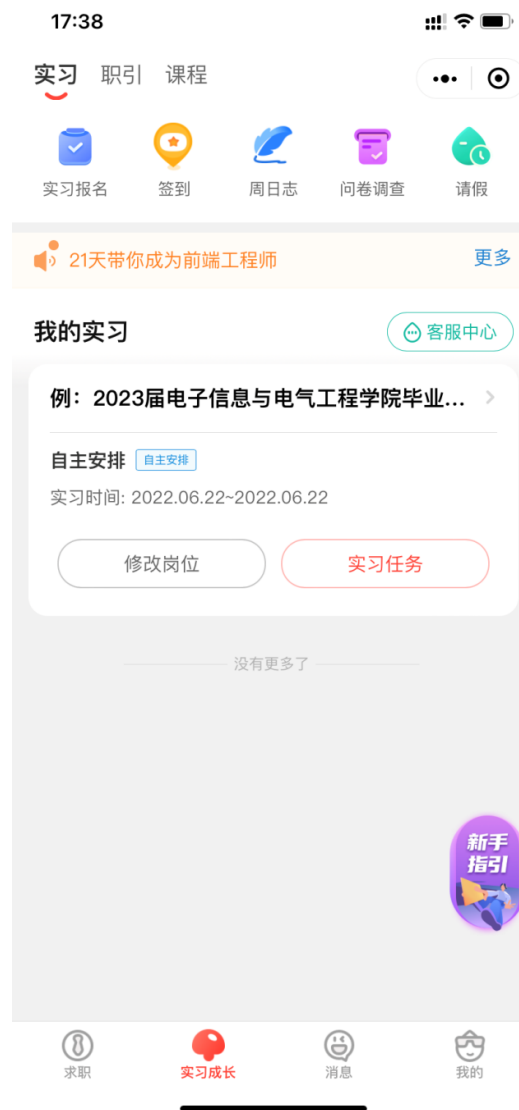 17:38
实习 职引 课程
实习报名 签到 周日志 问卷调查 请假
21天带你成为前端工程师 更多
我的实习 客服中心
例：2023届电子信息与电气工程学院毕业...
自主安排 自主安排
实习时间: 2022.06.22~2022.06.22
修改岗位 实习任务
没有更多了
新手
指引
求职 实习成长 消息 我的